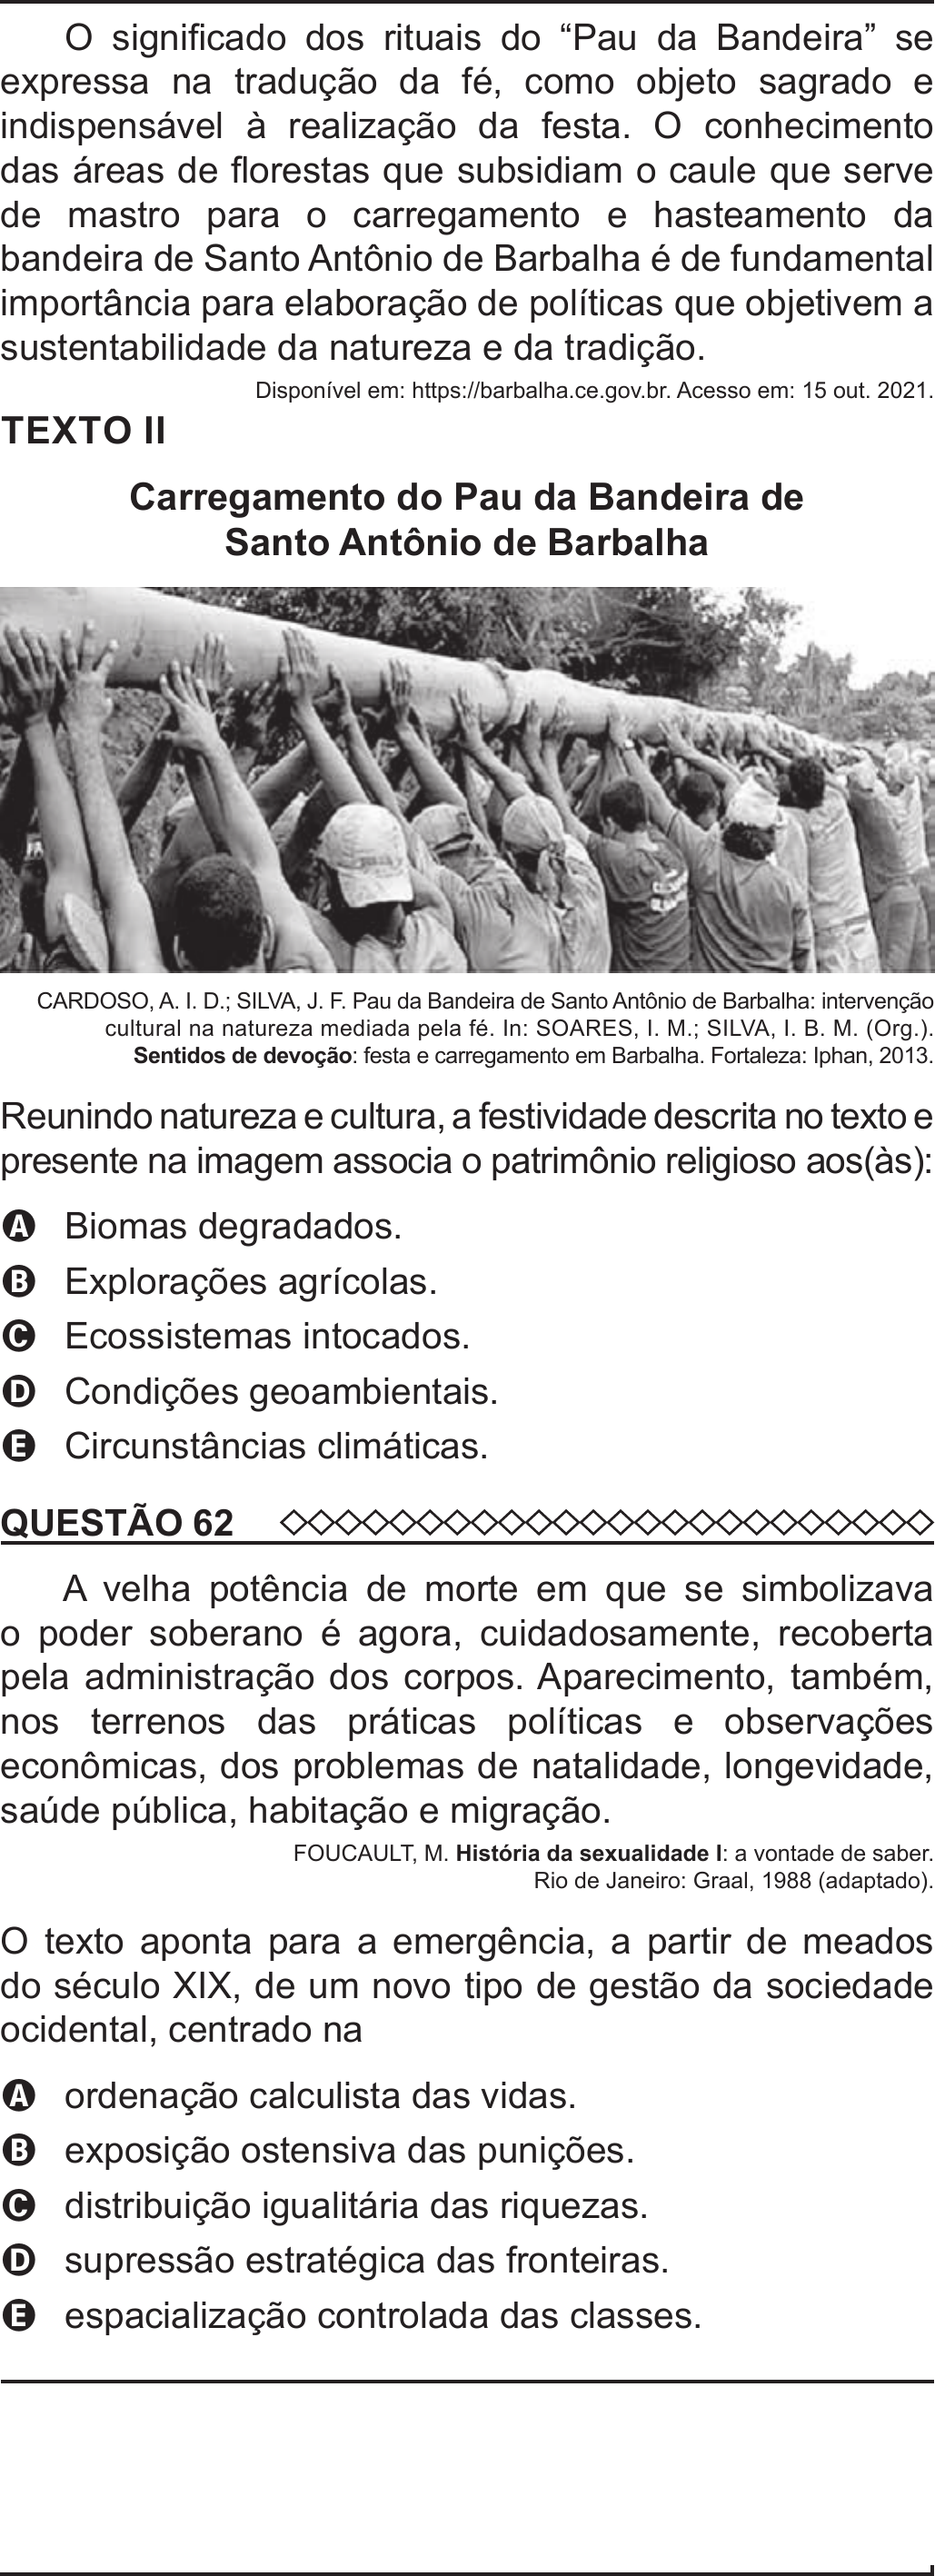 O significado dos rituais do “Pau da Bandeira” se
expressa na tradução da fé, como objeto sagrado e
indispensável à realização da festa. O conhecimento
das áreas de florestas que subsidiam o caule que serve
de mastro para o carregamento e hasteamento da
bandeira de Santo Antônio de Barbalha é de fundamental
importância para elaboração de políticas que objetivem a
sustentabilidade da natureza e da tradição.
Disponível em: https://barbalha.ce.gov.br. Acesso em: 15 out. 2021.
TEXTO II
Carregamento do Pau da Bandeira de
Santo Antônio de Barbalha
CARDOSO, A. I. D.; SILVA, J. F. Pau da Bandeira de Santo Antônio de Barbalha: intervenção
cultural na natureza mediada pela fé. In: SOARES, I. M.; SILVA, I. B. M. (Org.).
Sentidos de devoção: festa e carregamento em Barbalha. Fortaleza: Iphan, 2013.
Reunindo natureza e cultura, a festividade descrita no texto e
presente na imagem associa o patrimônio religioso aos(às):
A Biomas degradados.
B Explorações agrícolas.
C Ecossistemas intocados.
D Condições geoambientais.
E Circunstâncias climáticas.
QUESTÃO 62
A velha potência de morte em que se simbolizava
o poder soberano é agora, cuidadosamente, recoberta
pela administração dos corpos. Aparecimento, também,
nos terrenos das práticas políticas e observações
econômicas, dos problemas de natalidade, longevidade,
saúde pública, habitação e migração.
FOUCAULT, M. História da sexualidade I: a vontade de saber.
Rio de Janeiro: Graal, 1988 (adaptado).
O texto aponta para a emergência, a partir de meados
do século XIX, de um novo tipo de gestão da sociedade
ocidental, centrado na
A ordenação calculista das vidas.
B exposição ostensiva das punições.
C distribuição igualitária das riquezas.
D supressão estratégica das fronteiras.
E espacialização controlada das classes.